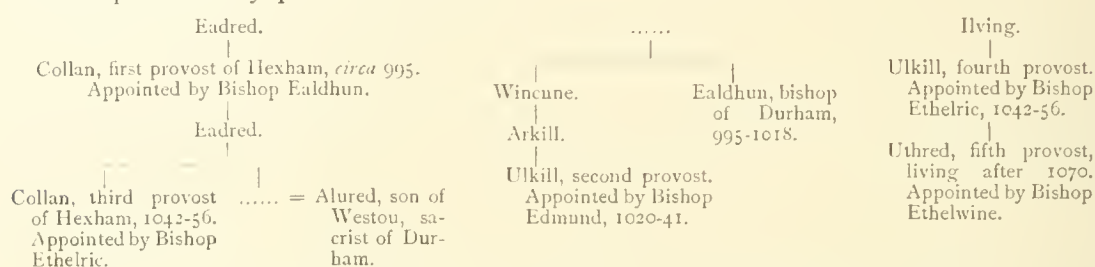 Eadred.
Collan, first provost of Hexham, circa 995.
Appointed by Bishop Ealdhun.
Eadred.
Collan, third provost
of Hexham, 1042-56.
Appointed by Bishop
Ethelric.
...... = Alured, son of
Westou, sa-
crist of Dur-
ham.
......
Wincune.
Arkill.
Ulkill, second provost.
Appointed by Bishop
Edmund, 1020-41.
Ealdhun, bishop
of Durham,
995-1018.
Ilving.
Ulkill, fourth provost.
Appointed by Bishop
Ethelric, 1042-56.
Uthred, fifth provost,
living after 1070.
Appointed by Bishop
Ethelwine.